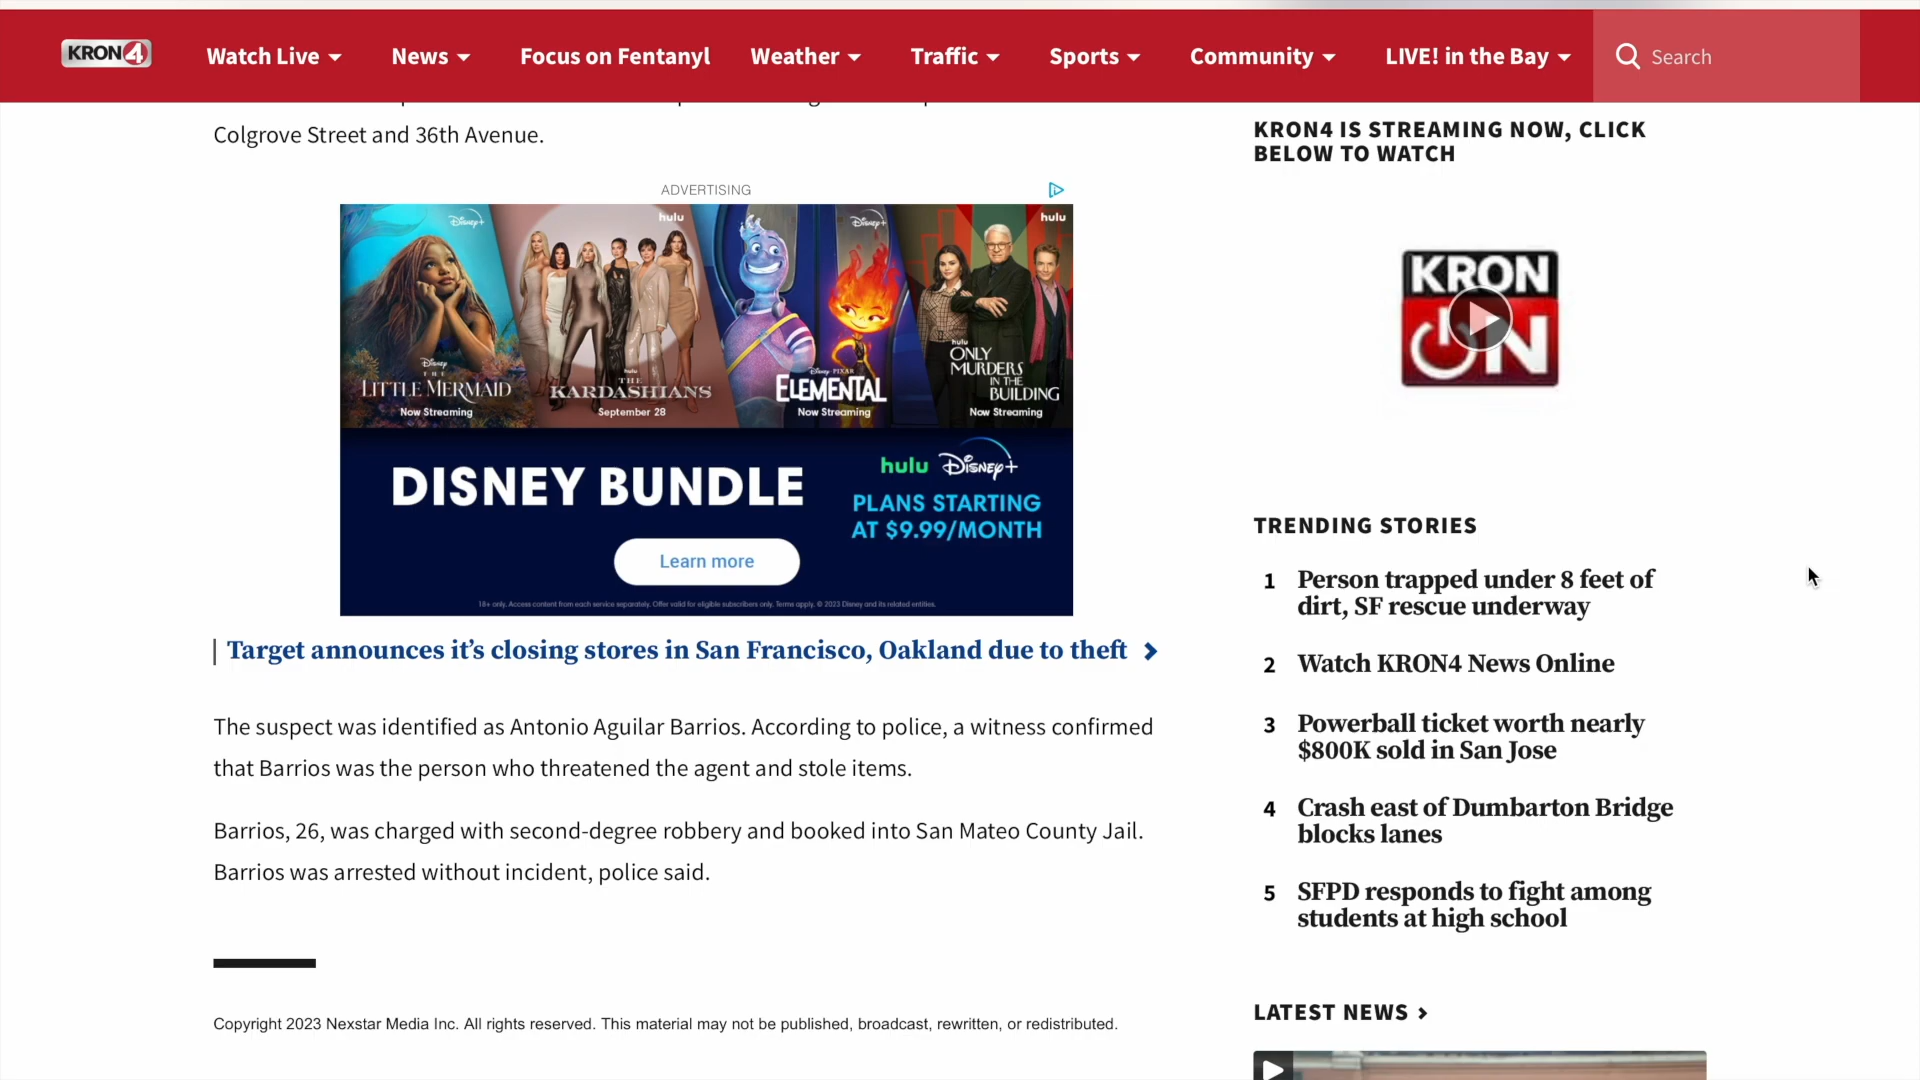 KRON4
Watch Live
News
Focus on Fentanyl
Weather
Traffic
Sports
Community
LIVE! in the Bay
Search
Colgrove Street and 36th Avenue.
ADVERTISING
Disney+
hulu
Disney+
hulu
Disney
THE
LITTLE MERMAID
Now Streaming
hulu
THE
KARDASHIANS
September 28
Disney PIXAR
ELEMENTAL
Now Streaming
hulu
ONLY
MURDERS
IN THE
BUILDING
Now Streaming
DISNEY BUNDLE
hulu Disney+
PLANS STARTING
AT $9.99/MONTH
Learn more
18+ only. Access content from each service separately. Offer valid for eligible subscribers only. Terms apply. © 2023 Disney and its related entities.
Target announces it’s closing stores in San Francisco, Oakland due to theft
The suspect was identified as Antonio Aguilar Barrios. According to police, a witness confirmed
that Barrios was the person who threatened the agent and stole items.
Barrios, 26, was charged with second-degree robbery and booked into San Mateo County Jail.
Barrios was arrested without incident, police said.
Copyright 2023 Nexstar Media Inc. All rights reserved. This material may not be published, broadcast, rewritten, or redistributed.
KRON4 IS STREAMING NOW, CLICK
BELOW TO WATCH
KRON
ON
TRENDING STORIES
1 Person trapped under 8 feet of
dirt, SF rescue underway
2 Watch KRON4 News Online
3 Powerball ticket worth nearly
$800K sold in San Jose
4 Crash east of Dumbarton Bridge
blocks lanes
5 SFPD responds to fight among
students at high school
LATEST NEWS